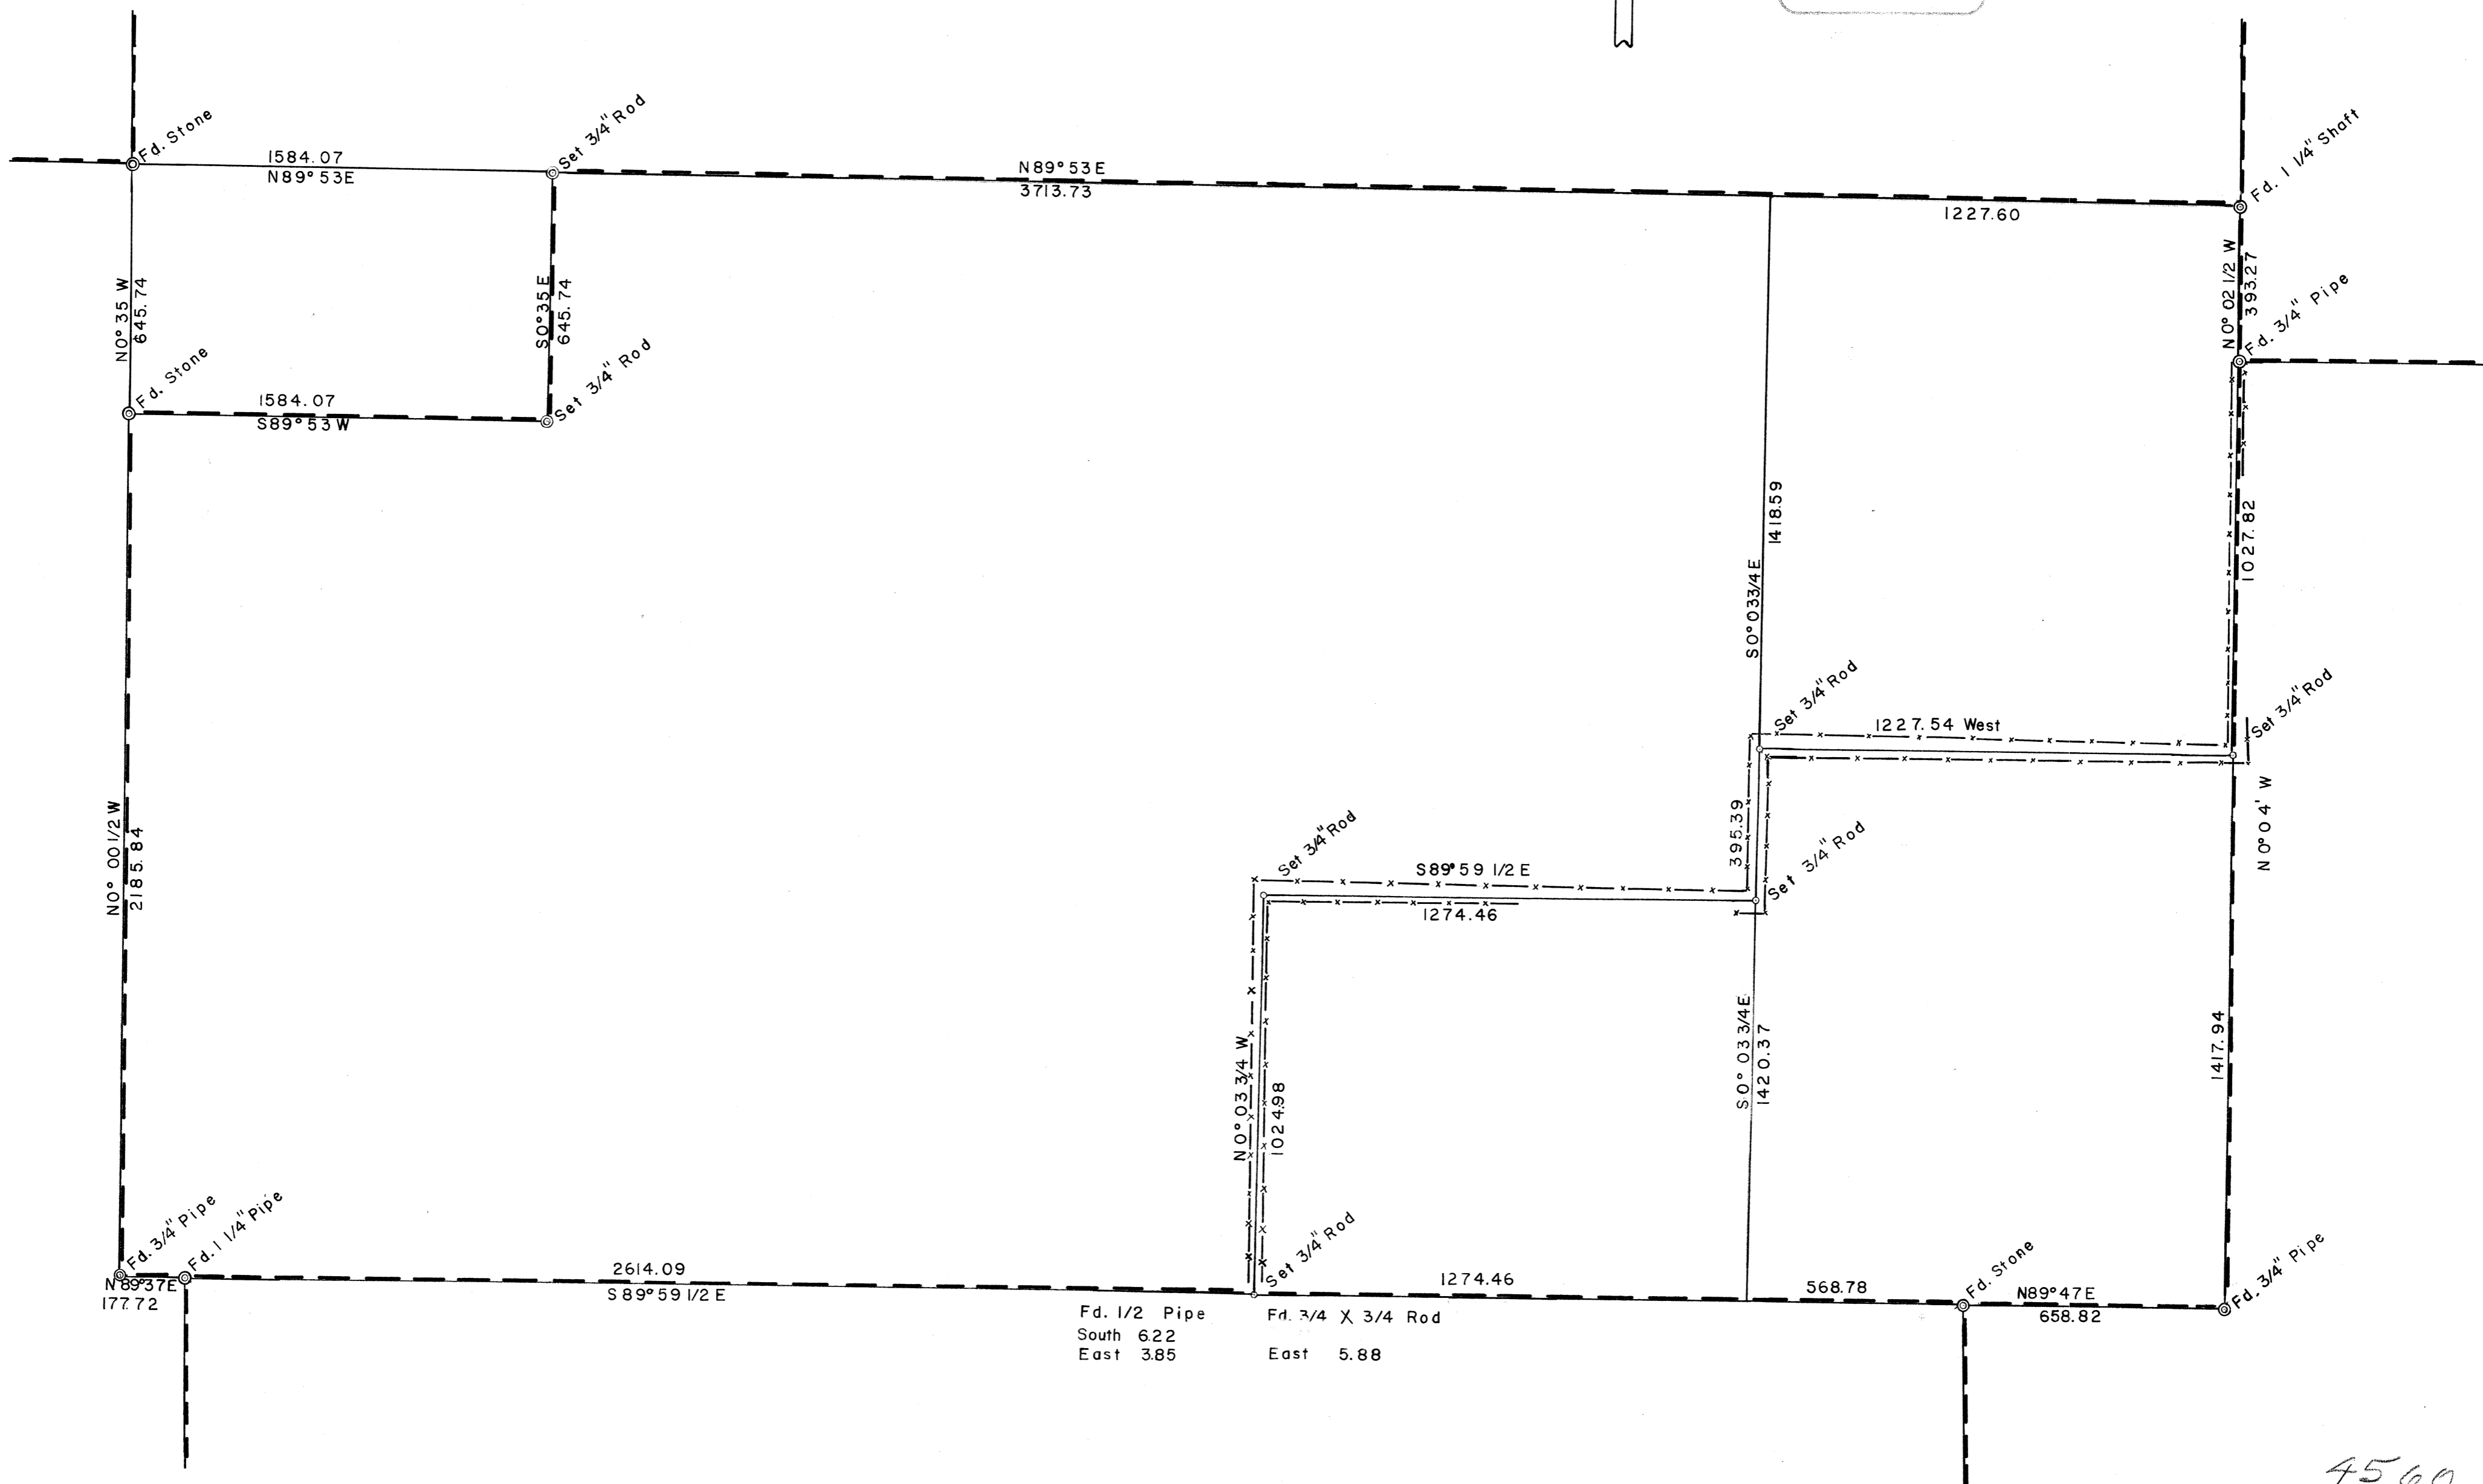 Fd. Stone
1584.07
N89°53E
Set 3/4" Rod
N89°53E
3713.73
1227.60
Fd. 1 1/4" Shaft
N0°35 W
645.74
S0°35E
645.74
N0° 02 1/2 W
393.27
Fd. 3/4" Pipe
Fd. Stone
1584.07
S89°53W
Set 3/4" Rod
1418.59
S0°033/4E
1027.82
Set 3/4" Rod
1227.54 West
Set 3/4" Rod
N0° 00 1/2 W
2185.84
Set 3/4" Rod
S89°59 1/2 E
1274.46
395.39
Set 3/4" Rod
N0°04' W
N0°03 3/4 W
1024.98
S0°03 3/4E
1420.37
1417.94
Fd. 3/4" Pipe
Fd. 1 1/4" Pipe
N89°37E
177.72
2614.09
S89°59 1/2 E
Set 3/4" Rod
1274.46
568.78
Fd. Stone
N89°47E
658.82
Fd. 3/4" Pipe
Fd. 1/2 Pipe
South 6.22
East 3.85
Fd. 3/4 X 3/4 Rod
East 5.88